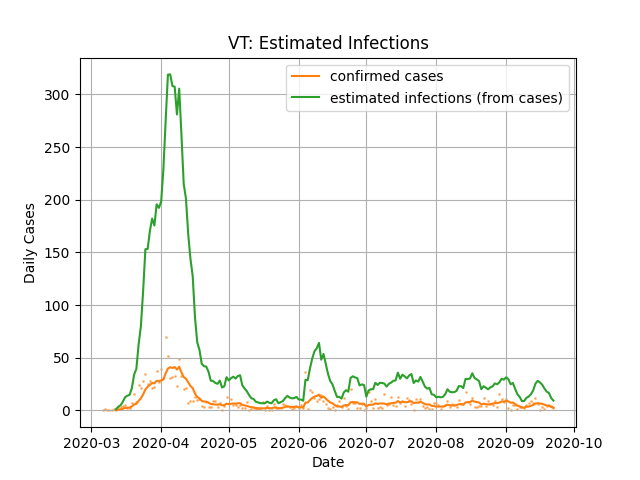 VT: Estimated Infections
confirmed cases
estimated infections (from cases)
300
250
200
150
100
50
0
Daily Cases
2020-03 2020-04 2020-05 2020-06 2020-07 2020-08 2020-09 2020-10
Date